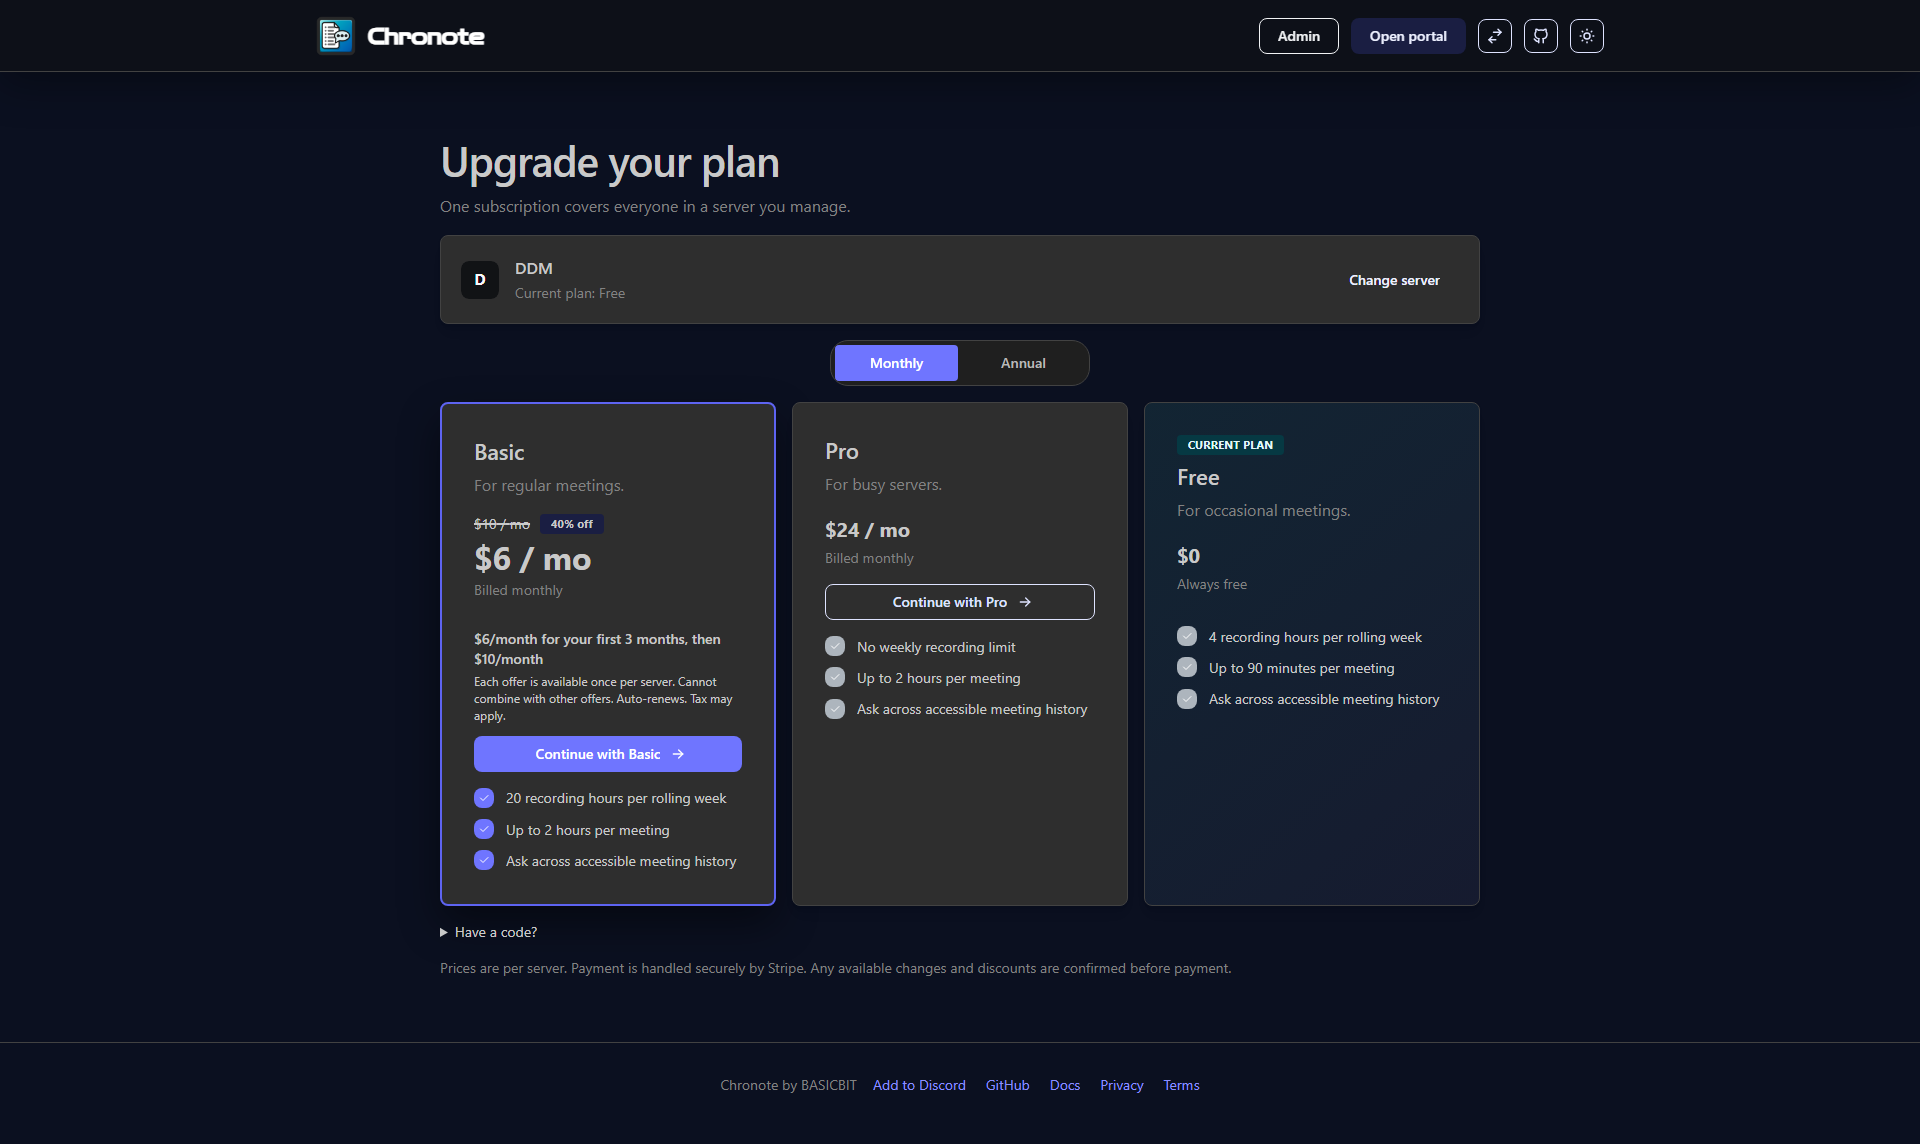 Chronote
Admin
Open portal
Upgrade your plan
One subscription covers everyone in a server you manage.
D
DDM
Current plan: Free
Change server
Monthly
Annual
Basic
For regular meetings.
$10 / mo
40% off
$6 / mo
Billed monthly
$6/month for your first 3 months, then
$10/month
Each offer is available once per server. Cannot
combine with other offers. Auto-renews. Tax may
apply.
Continue with Basic
20 recording hours per rolling week
Up to 2 hours per meeting
Ask across accessible meeting history
Pro
For busy servers.
$24 / mo
Billed monthly
Continue with Pro
No weekly recording limit
Up to 2 hours per meeting
Ask across accessible meeting history
CURRENT PLAN
Free
For occasional meetings.
$0
Always free
4 recording hours per rolling week
Up to 90 minutes per meeting
Ask across accessible meeting history
Have a code?
Prices are per server. Payment is handled securely by Stripe. Any available changes and discounts are confirmed before payment.
Chronote by BASICBIT
Add to Discord
GitHub
Docs
Privacy
Terms